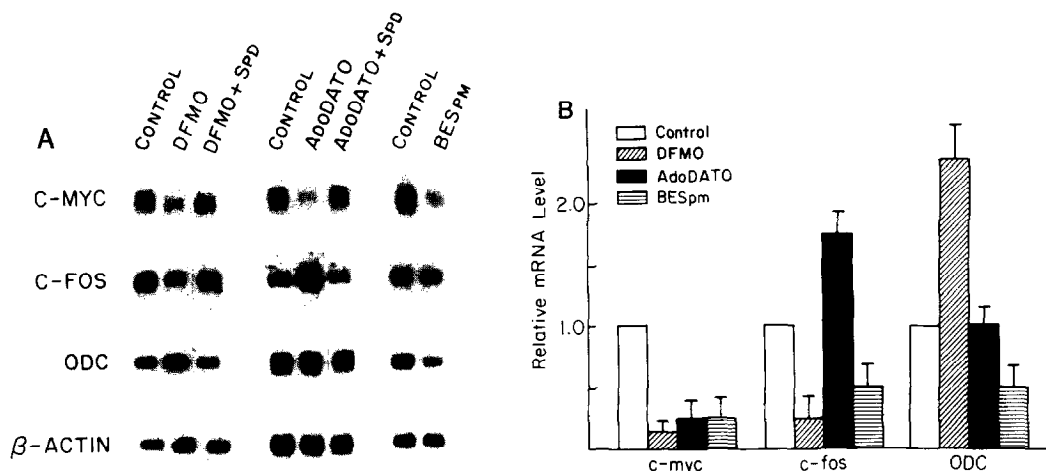 A
CONTROL
DFMO
DFMO+SPD
CONTROL
ADODATO
ADODATO+SPD
CONTROL
BESPM
C-MYC
C-FOS
ODC
β-ACTIN
B
Control
DFMO
AdoDATO
BESpm
Relative mRNA Level
2.0
1.0
c-myc
c-fos
ODC